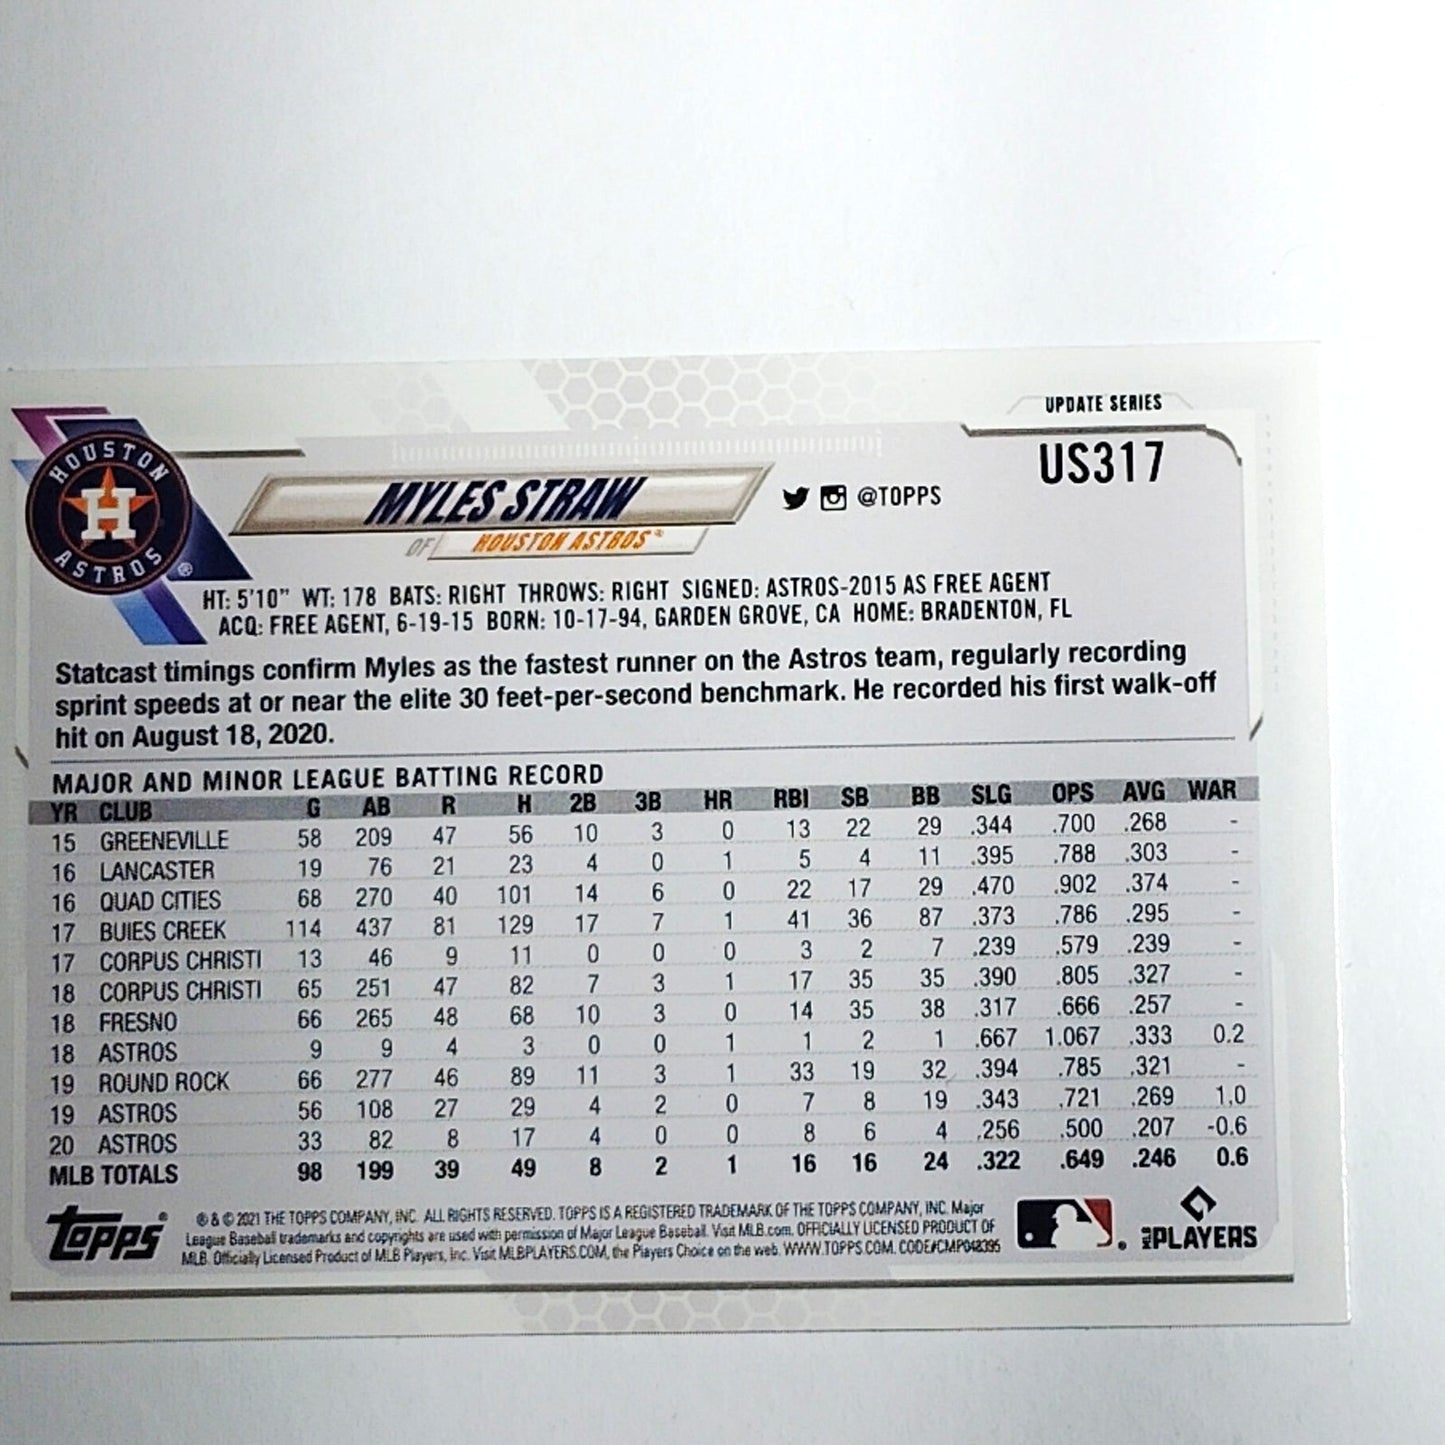 UPDATE SERIES
US317
HOUSTON
ASTROS
H
MYLES STRAW
@TOPPS
OF HOUSTON ASTROS®
HT: 5'10" WT: 178 BATS: RIGHT THROWS: RIGHT SIGNED: ASTROS-2015 AS FREE AGENT
ACQ: FREE AGENT, 6-19-15 BORN: 10-17-94, GARDEN GROVE, CA HOME: BRADENTON, FL
Statcast timings confirm Myles as the fastest runner on the Astros team, regularly recording
sprint speeds at or near the elite 30 feet-per-second benchmark. He recorded his first walk-off
hit on August 18, 2020.
MAJOR AND MINOR LEAGUE BATTING RECORD
YR CLUB G AB R H 2B 3B HR RBI SB BB SLG OPS AVG WAR
15 GREENEVILLE 58 209 47 56 10 3 0 13 22 29 .344 .700 .268 -
16 LANCASTER 19 76 21 23 4 0 1 5 4 11 .395 .788 .303 -
16 QUAD CITIES 68 270 40 101 14 6 0 22 17 29 .470 .902 .374 -
17 BUIES CREEK 114 437 81 129 17 7 1 41 36 87 .373 .786 .295 -
17 CORPUS CHRISTI 13 46 9 11 0 0 0 3 2 7 .239 .579 .239 -
18 CORPUS CHRISTI 65 251 47 82 7 3 1 17 35 35 .390 .805 .327 -
18 FRESNO 66 265 48 68 10 3 0 14 35 38 .317 .666 .257 -
18 ASTROS 9 9 4 3 0 0 1 1 2 1 .667 1.067 .333 0.2
19 ROUND ROCK 66 277 46 89 11 3 1 33 19 32 .394 .785 .321 -
19 ASTROS 56 108 27 29 4 2 0 7 8 19 .343 .721 .269 1.0
20 ASTROS 33 82 8 17 4 0 0 8 6 4 .256 .500 .207 -0.6
MLB TOTALS 98 199 39 49 8 2 1 16 16 24 .322 .649 .246 0.6
topps®
® & © 2021 THE TOPPS COMPANY, INC. ALL RIGHTS RESERVED. TOPPS IS A REGISTERED TRADEMARK OF THE TOPPS COMPANY, INC. Major
League Baseball trademarks and copyrights are used with permission of Major League Baseball. Visit MLB.com. OFFICIALLY LICENSED PRODUCT OF
MLB. Officially Licensed Product of MLB Players, Inc. Visit MLBPLAYERS.COM, the Players Choice on the web. WWW.TOPPS.COM. CODE#CMP048395
MLB PLAYERS